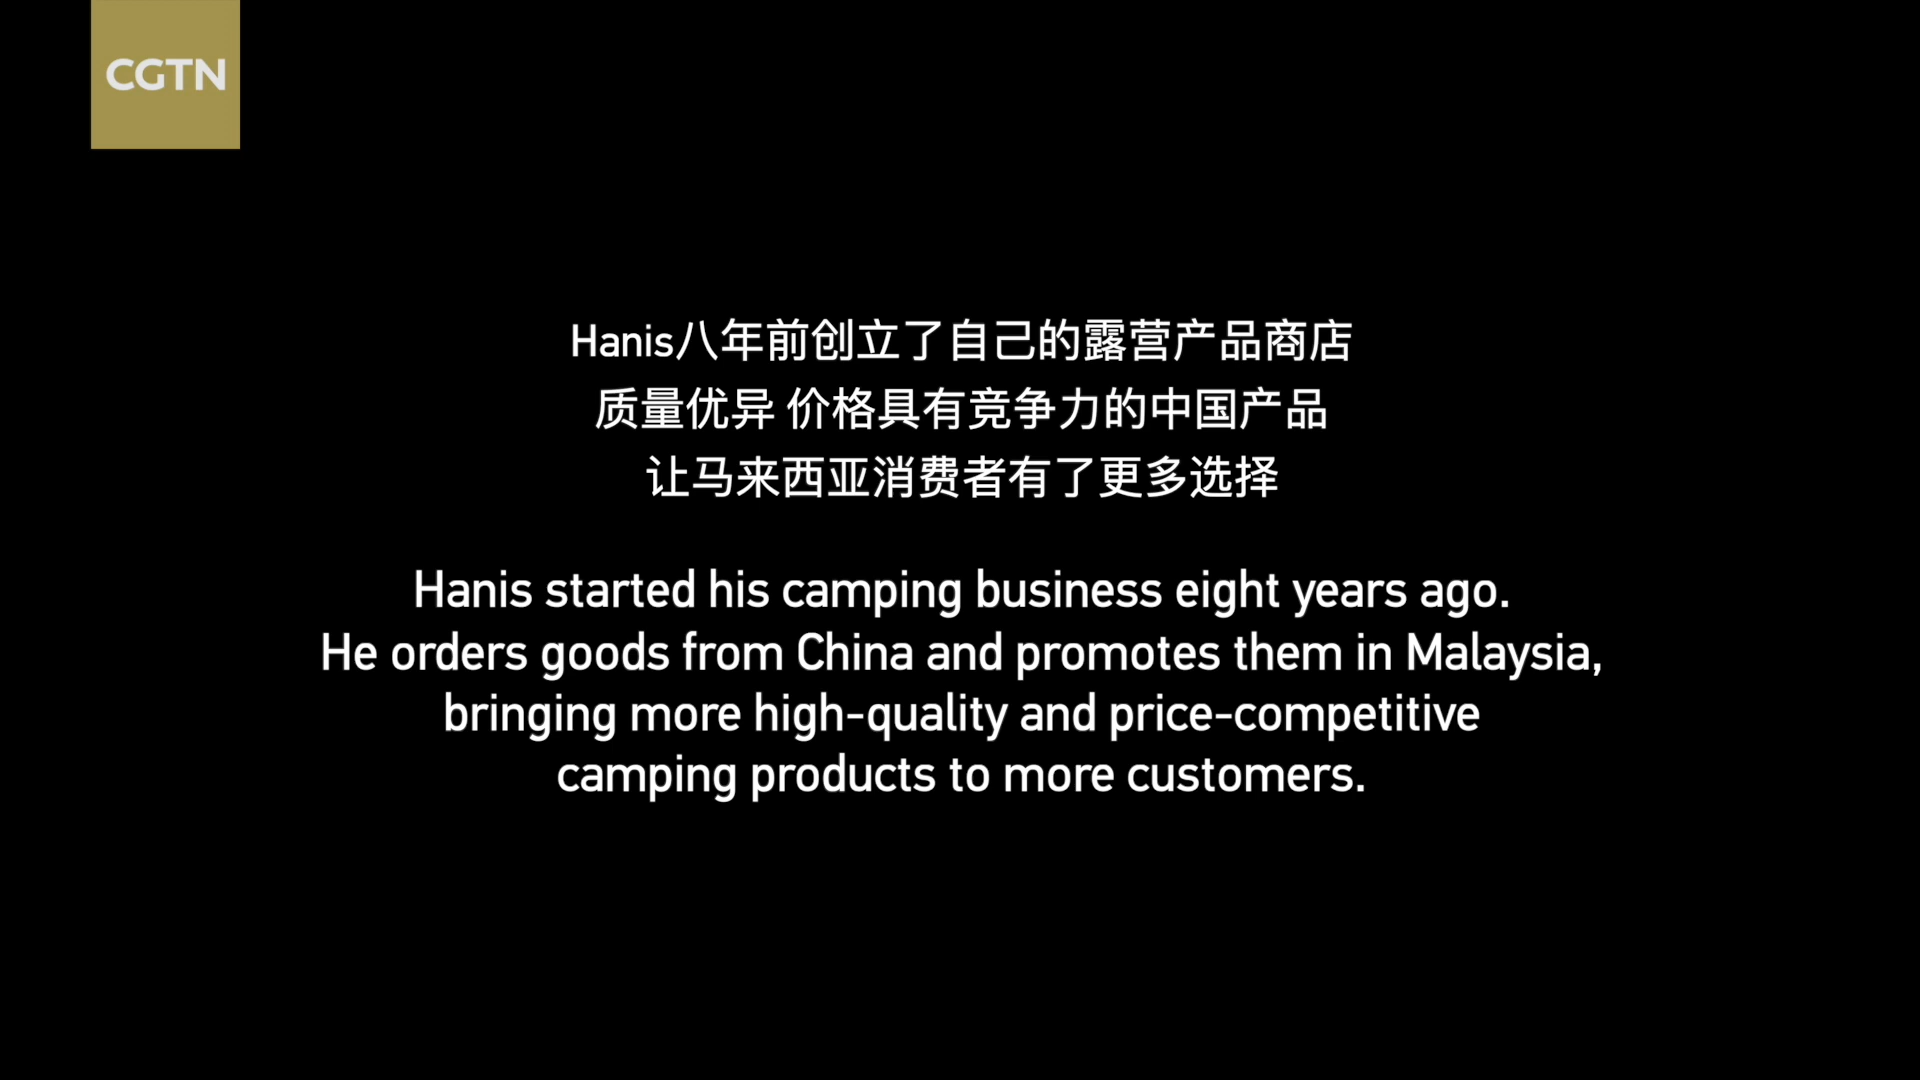 CGTN
Hanis八年前创立了自己的露营产品商店
质量优异 价格具有竞争力的中国产品
让马来西亚消费者有了更多选择
Hanis started his camping business eight years ago.
He orders goods from China and promotes them in Malaysia,
bringing more high-quality and price-competitive
camping products to more customers.